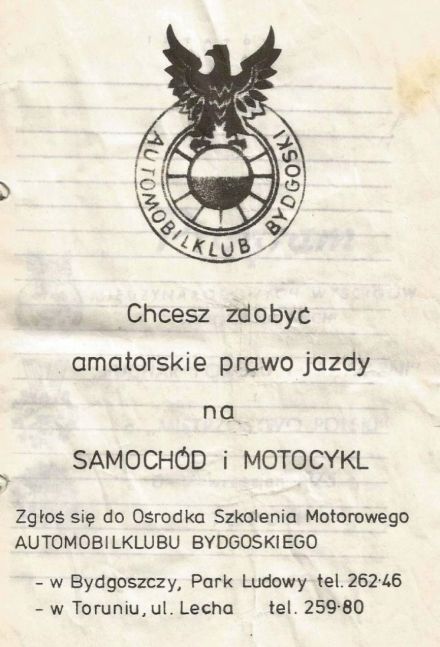 AUTOMOBILKLUB BYDGOSKI
Chcesz zdobyć
amatorskie prawo jazdy
na
SAMOCHÓD i MOTOCYKL
Zgłoś się do Ośrodka Szkolenia Motorowego
AUTOMOBILKLUBU BYDGOSKIEGO
- w Bydgoszczy, Park Ludowy tel. 262-46
- w Toruniu, ul. Lecha tel. 259-80